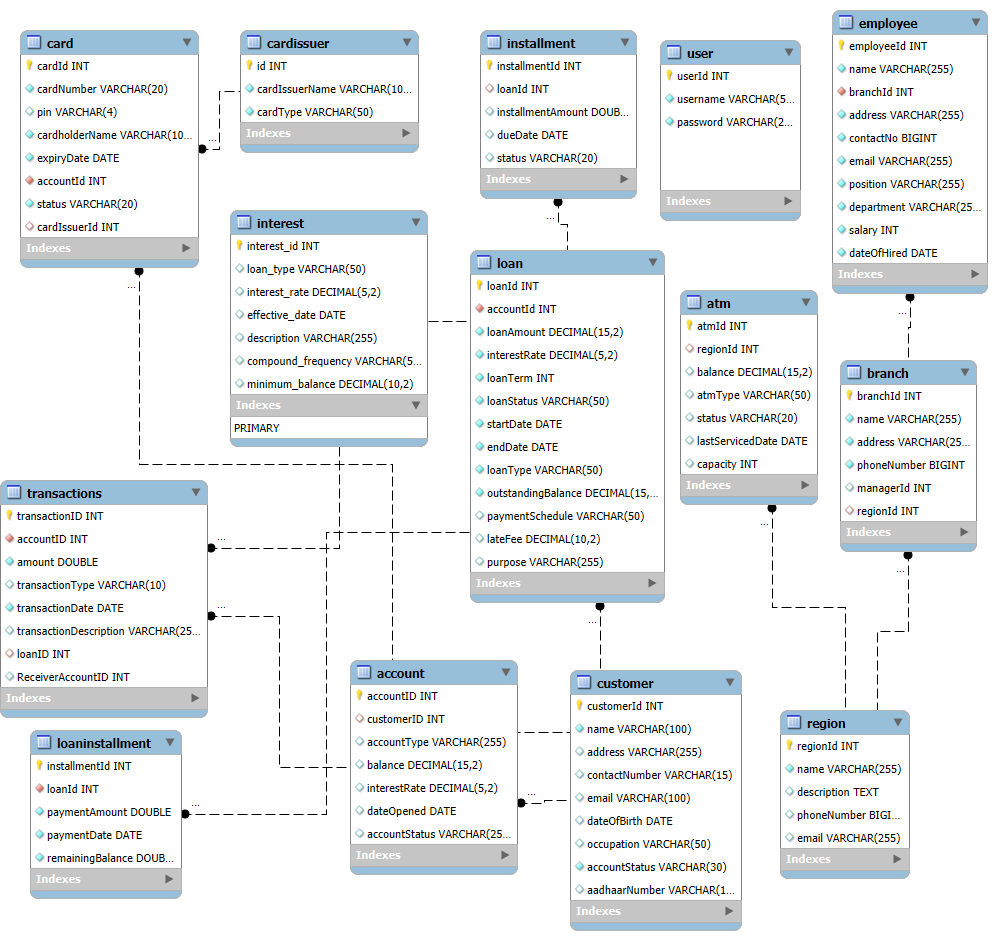 card
cardId INT
cardNumber VARCHAR(20)
pin VARCHAR(4)
cardholderName VARCHAR(10...
expiryDate DATE
accountId INT
status VARCHAR(20)
cardIssuerId INT
Indexes
cardissuer
id INT
cardIssuerName VARCHAR(10...
cardType VARCHAR(50)
Indexes
installment
installmentId INT
loanId INT
installmentAmount DOUB...
dueDate DATE
status VARCHAR(20)
Indexes
user
userId INT
username VARCHAR(5...
password VARCHAR(2...
Indexes
employee
employeeId INT
name VARCHAR(255)
branchId INT
address VARCHAR(255)
contactNo BIGINT
email VARCHAR(255)
position VARCHAR(255)
department VARCHAR(25...
salary INT
dateOfHired DATE
Indexes
interest
interest_id INT
loan_type VARCHAR(50)
interest_rate DECIMAL(5,2)
effective_date DATE
description VARCHAR(255)
compound_frequency VARCHAR(5...
minimum_balance DECIMAL(10,2)
Indexes
PRIMARY
loan
loanId INT
accountId INT
loanAmount DECIMAL(15,2)
interestRate DECIMAL(5,2)
loanTerm INT
loanStatus VARCHAR(50)
startDate DATE
endDate DATE
loanType VARCHAR(50)
outstandingBalance DECIMAL(15,...
paymentSchedule VARCHAR(50)
lateFee DECIMAL(10,2)
purpose VARCHAR(255)
Indexes
atm
atmId INT
regionId INT
balance DECIMAL(15,2)
atmType VARCHAR(50)
status VARCHAR(20)
lastServicedDate DATE
capacity INT
Indexes
branch
branchId INT
name VARCHAR(255)
address VARCHAR(25...
phoneNumber BIGINT
managerId INT
regionId INT
Indexes
transactions
transactionID INT
accountID INT
amount DOUBLE
transactionType VARCHAR(10)
transactionDate DATE
transactionDescription VARCHAR(25...
loanID INT
ReceiverAccountID INT
Indexes
loaninstallment
installmentId INT
loanId INT
paymentAmount DOUBLE
paymentDate DATE
remainingBalance DOUB...
Indexes
account
accountID INT
customerID INT
accountType VARCHAR(255)
balance DECIMAL(15,2)
interestRate DECIMAL(5,2)
dateOpened DATE
accountStatus VARCHAR(25...
Indexes
customer
customerId INT
name VARCHAR(100)
address VARCHAR(255)
contactNumber VARCHAR(15)
email VARCHAR(100)
dateOfBirth DATE
occupation VARCHAR(50)
accountStatus VARCHAR(30)
aadhaarNumber VARCHAR(1...
Indexes
region
regionId INT
name VARCHAR(255)
description TEXT
phoneNumber BIGI...
email VARCHAR(255)
Indexes